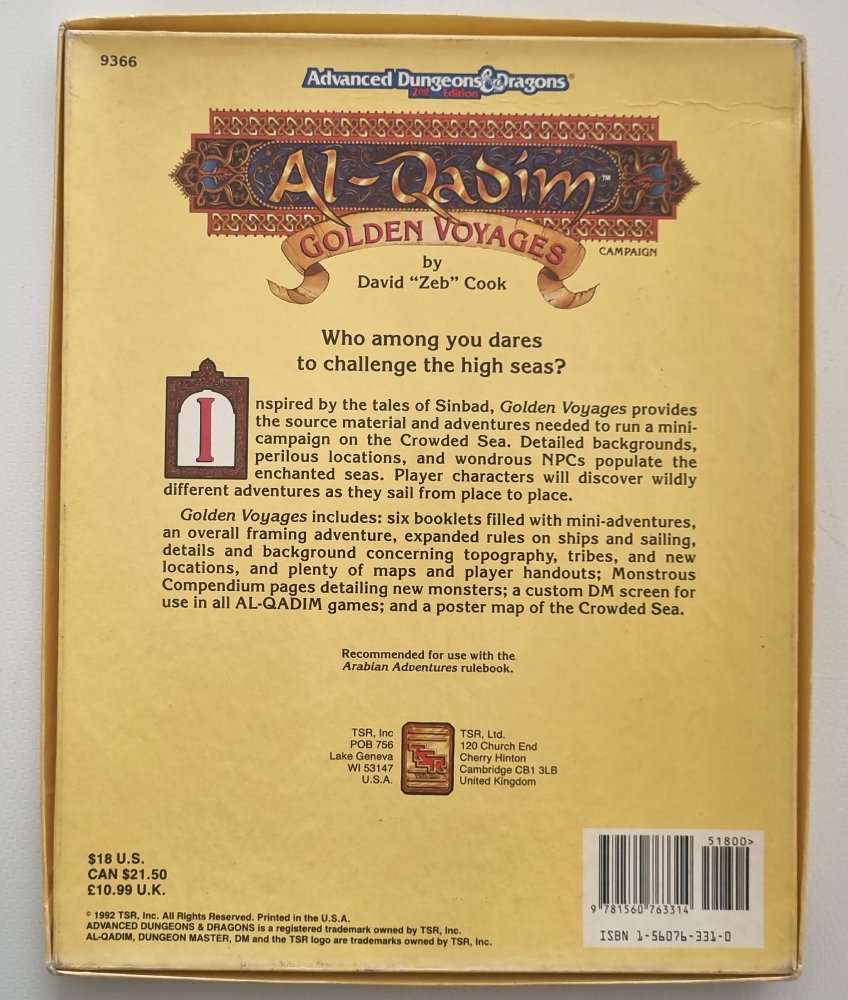 9366
Advanced Dungeons & Dragons®
2nd Edition
AL-QADIM™
GOLDEN VOYAGES
CAMPAIGN
by
David "Zeb" Cook
Who among you dares
to challenge the high seas?
Inspired by the tales of Sinbad, Golden Voyages provides
the source material and adventures needed to run a mini-
campaign on the Crowded Sea. Detailed backgrounds,
perilous locations, and wondrous NPCs populate the
enchanted seas. Player characters will discover wildly
different adventures as they sail from place to place.
Golden Voyages includes: six booklets filled with mini-adventures,
an overall framing adventure, expanded rules on ships and sailing,
details and background concerning topography, tribes, and new
locations, and plenty of maps and player handouts; Monstrous
Compendium pages detailing new monsters; a custom DM screen for
use in all AL-QADIM games; and a poster map of the Crowded Sea.
Recommended for use with the
Arabian Adventures rulebook.
TSR, Inc
POB 756
Lake Geneva
WI 53147
U.S.A.
TSR
TSR, Ltd.
120 Church End
Cherry Hinton
Cambridge CB1 3LB
United Kingdom
$18 U.S.
CAN $21.50
£10.99 U.K.
© 1992 TSR, Inc. All Rights Reserved. Printed in the U.S.A.
ADVANCED DUNGEONS & DRAGONS is a registered trademark owned by TSR, Inc.
AL-QADIM, DUNGEON MASTER, DM and the TSR logo are trademarks owned by TSR, Inc.
51800>
9 781560 763314
ISBN 1-56076-331-0